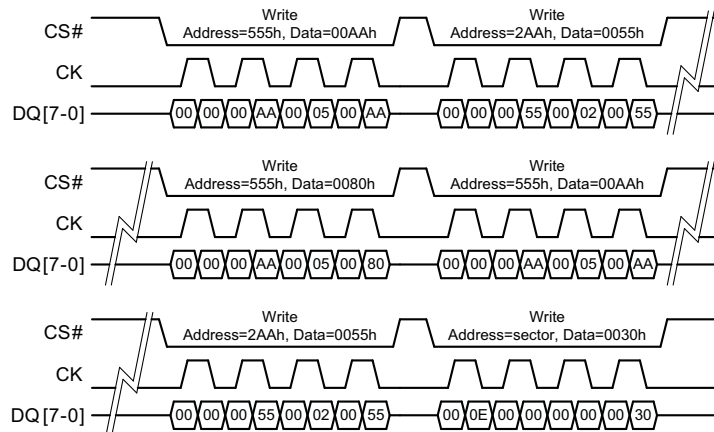 Write Write
CS# Address=555h, Data=00AAh Address=2AAh, Data=0055h
CK
DQ[7-0] 00 00 00 AA 00 05 00 AA 00 00 00 55 00 02 00 55
Write Write
CS# Address=555h, Data=0080h Address=555h, Data=00AAh
CK
DQ[7-0] 00 00 00 AA 00 05 00 80 00 00 00 AA 00 05 00 AA
Write Write
CS# Address=2AAh, Data=0055h Address=sector, Data=0030h
CK
DQ[7-0] 00 00 00 55 00 02 00 55 00 0E 00 00 00 00 00 30